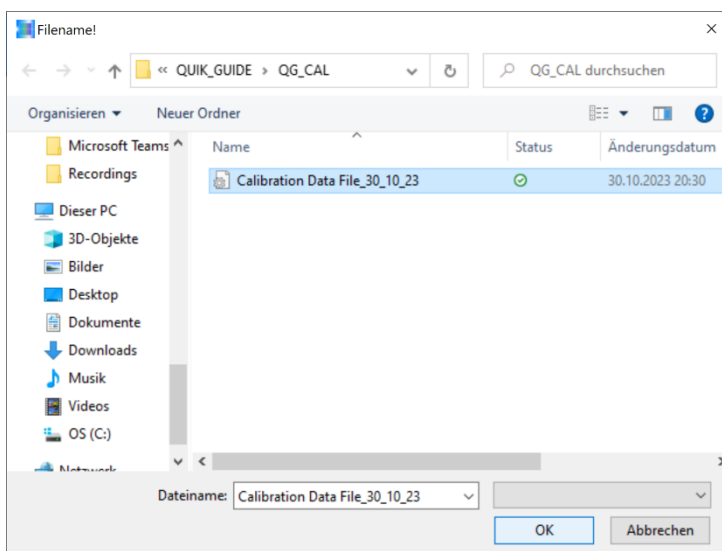 Filename!
« QUIK_GUIDE › QG_CAL
QG_CAL durchsuchen
Organisieren
Neuer Ordner
Microsoft Teams
Recordings
Dieser PC
3D-Objekte
Bilder
Desktop
Dokumente
Downloads
Musik
Videos
OS (C:)
Netzwerk
Name Status Änderungsdatum
Calibration Data File_30_10_23 30.10.2023 20:30
Dateiname: Calibration Data File_30_10_23
OK Abbrechen